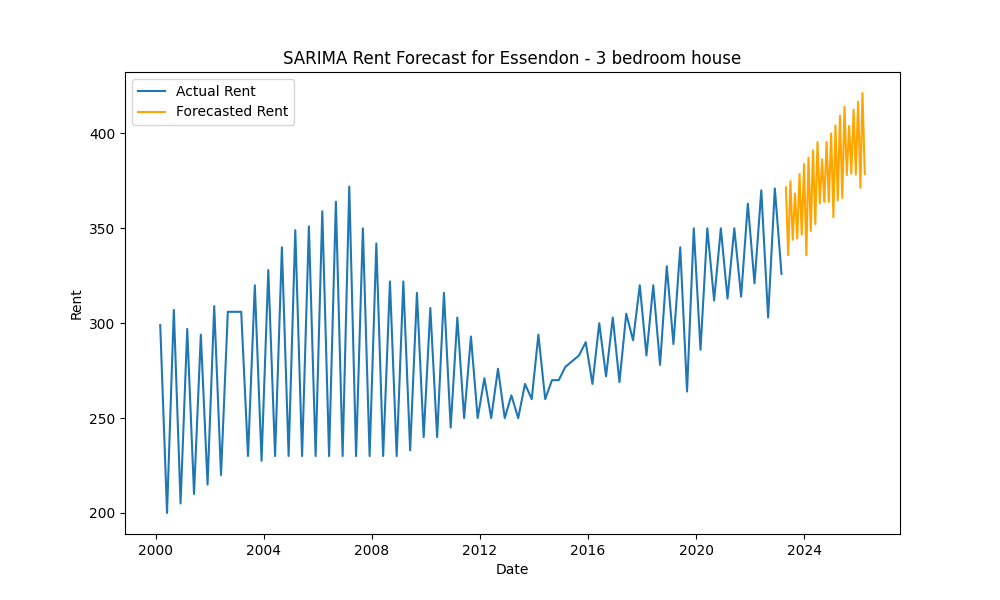 SARIMA Rent Forecast for Essendon - 3 bedroom house
Actual Rent
Forecasted Rent
400
350
300
250
200
Rent
2000 2004 2008 2012 2016 2020 2024
Date